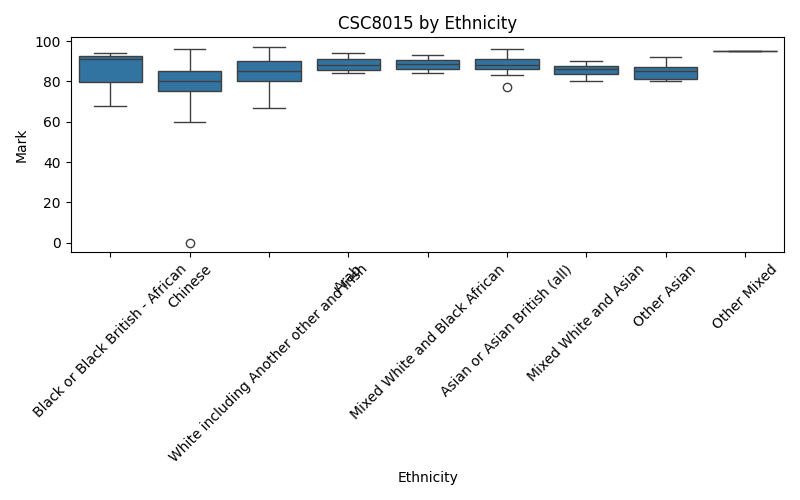 CSC8015 by Ethnicity
Mark
100
80
60
40
20
0
Black or Black British - African
Chinese
White including Another other and Irish
Arab
Mixed White and Black African
Asian or Asian British (all)
Mixed White and Asian
Other Asian
Other Mixed
Ethnicity